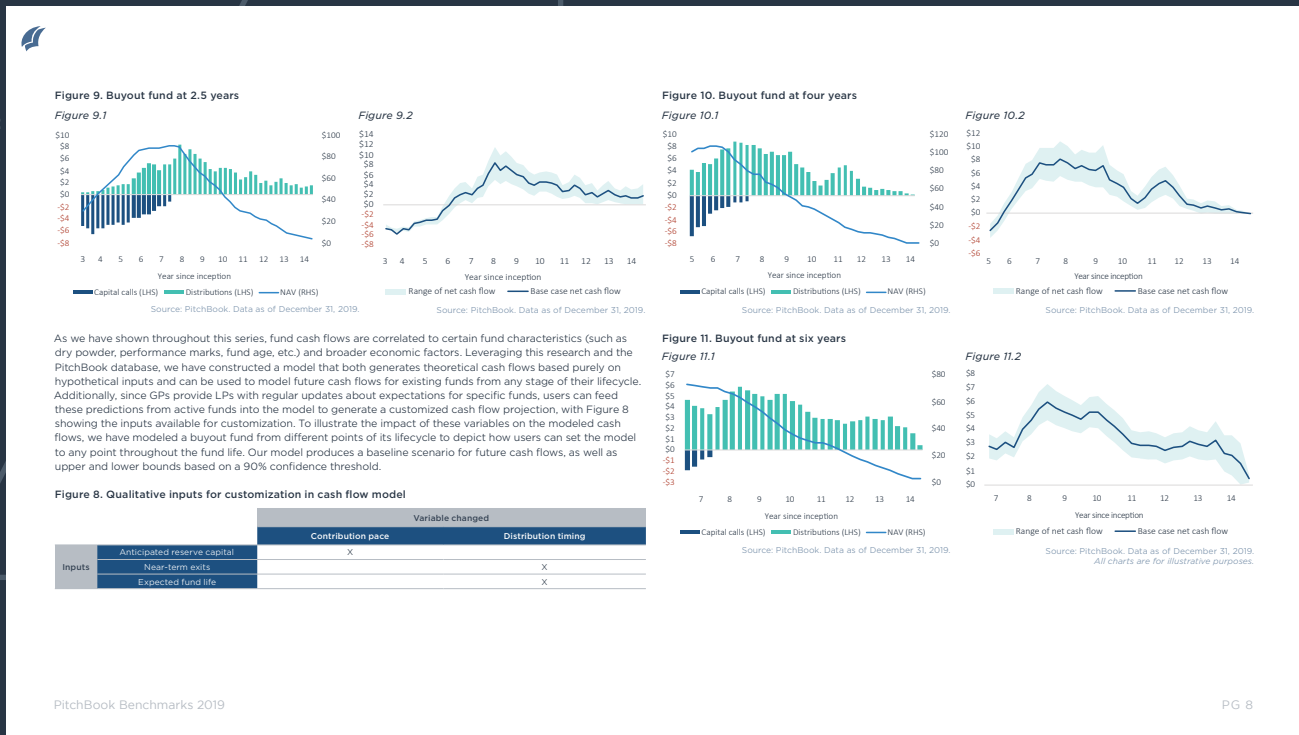 Figure 9. Buyout fund at 2.5 years
Figure 9.1
$10
$8
$6
$4
$2
$0
-$2
-$4
-$6
-$8
$100
$80
$60
$40
$20
$0
3 4 5 6 7 8 9 10 11 12 13 14
Year since inception
Capital calls (LHS) Distributions (LHS) NAV (RHS)
Source: PitchBook. Data as of December 31, 2019.
Figure 9.2
$14
$12
$10
$8
$6
$4
$2
$0
-$2
-$4
-$6
-$8
3 4 5 6 7 8 9 10 11 12 13 14
Year since inception
Range of net cash flow Base case net cash flow
Source: PitchBook. Data as of December 31, 2019.
As we have shown throughout this series, fund cash flows are correlated to certain fund characteristics (such as
dry powder, performance marks, fund age, etc.) and broader economic factors. Leveraging this research and the
PitchBook database, we have constructed a model that both generates theoretical cash flows based purely on
hypothetical inputs and can be used to model future cash flows for existing funds from any stage of their lifecycle.
Additionally, since GPs provide LPs with regular updates about expectations for specific funds, users can feed
these predictions from active funds into the model to generate a customized cash flow projection, with Figure 8
showing the inputs available for customization. To illustrate the impact of these variables on the modeled cash
flows, we have modeled a buyout fund from different points of its lifecycle to depict how users can set the model
to any point throughout the fund life. Our model produces a baseline scenario for future cash flows, as well as
upper and lower bounds based on a 90% confidence threshold.
Figure 8. Qualitative inputs for customization in cash flow model
Variable changed
Contribution pace Distribution timing
Inputs
Anticipated reserve capital X
Near-term exits X
Expected fund life X
Figure 10. Buyout fund at four years
Figure 10.1
$10
$8
$6
$4
$2
$0
-$2
-$4
-$6
-$8
$120
$100
$80
$60
$40
$20
$0
5 6 7 8 9 10 11 12 13 14
Year since inception
Capital calls (LHS) Distributions (LHS) NAV (RHS)
Source: PitchBook. Data as of December 31, 2019.
Figure 10.2
$12
$10
$8
$6
$4
$2
$0
-$2
-$4
-$6
5 6 7 8 9 10 11 12 13 14
Year since inception
Range of net cash flow Base case net cash flow
Source: PitchBook. Data as of December 31, 2019.
Figure 11. Buyout fund at six years
Figure 11.1
$7
$6
$5
$4
$3
$2
$1
$0
-$1
-$2
-$3
$80
$60
$40
$20
$0
7 8 9 10 11 12 13 14
Year since inception
Capital calls (LHS) Distributions (LHS) NAV (RHS)
Source: PitchBook. Data as of December 31, 2019.
Figure 11.2
$8
$7
$6
$5
$4
$3
$2
$1
$0
7 8 9 10 11 12 13 14
Year since inception
Range of net cash flow Base case net cash flow
Source: PitchBook. Data as of December 31, 2019.
All charts are for illustrative purposes.
PitchBook Benchmarks 2019
PG 8